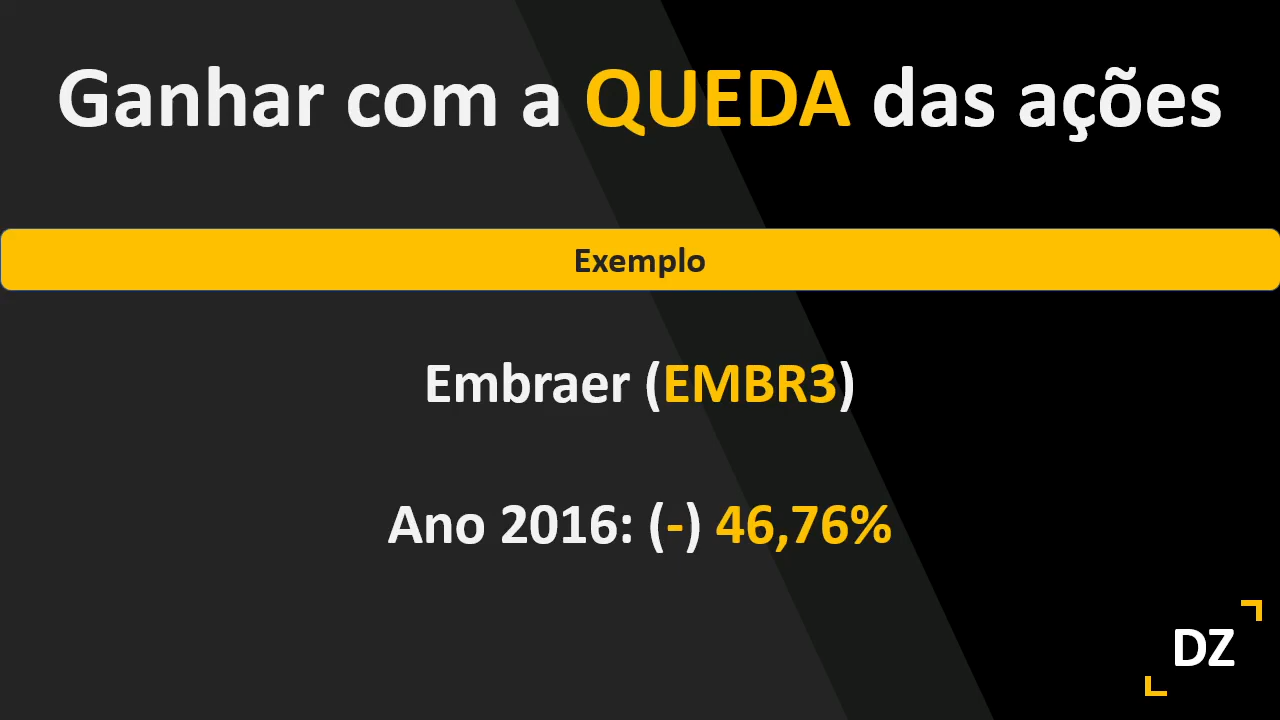 Ganhar com a QUEDA das ações
Exemplo
Embraer (EMBR3)
Ano 2016: (-) 46,76%
DZ